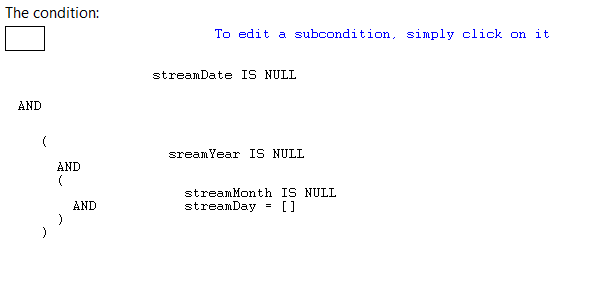 The condition:
To edit a subcondition, simply click on it
streamDate IS NULL
AND
(
sreamYear IS NULL
AND
(
streamMonth IS NULL
AND streamDay = []
)
)